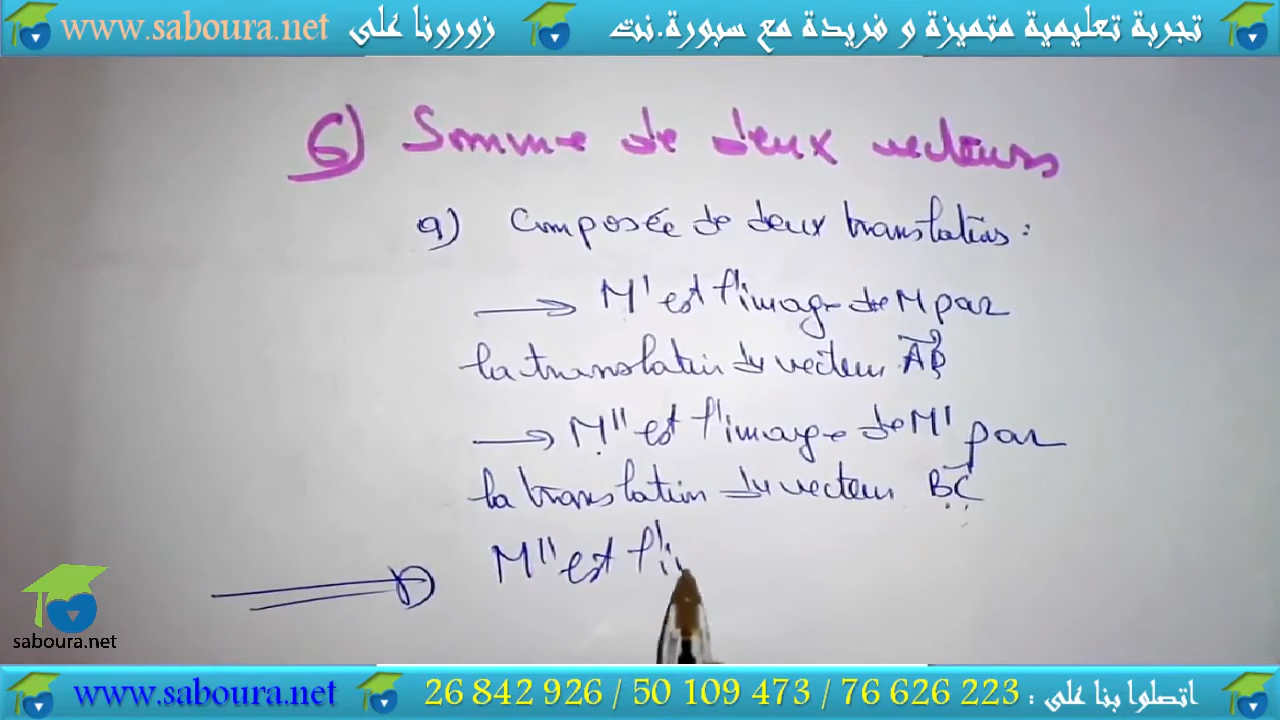 www.saboura.net زورونا على تجربة تعليمية متميزة و فريدة مع سبورة.نت
6) Somme de deux vecteurs
a) Composée de deux translations :
→ M' est l'image de M par
la translation du vecteur AB
→ M'' est l'image de M' par
la translation du vecteur BC
M'' est l'i
saboura.net
www.saboura.net 26 842 926 / 50 109 473 / 76 626 223 : اتصلوا بنا على